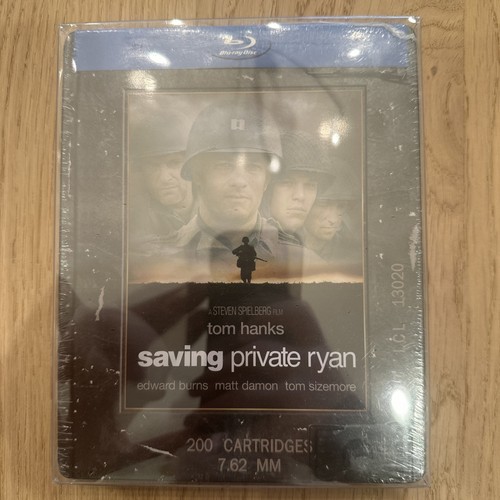 Blu-ray Disc
A STEVEN SPIELBERG FILM
tom hanks
saving private ryan
edward burns matt damon tom sizemore
LCL 13020
200 CARTRIDGES
7.62 MM